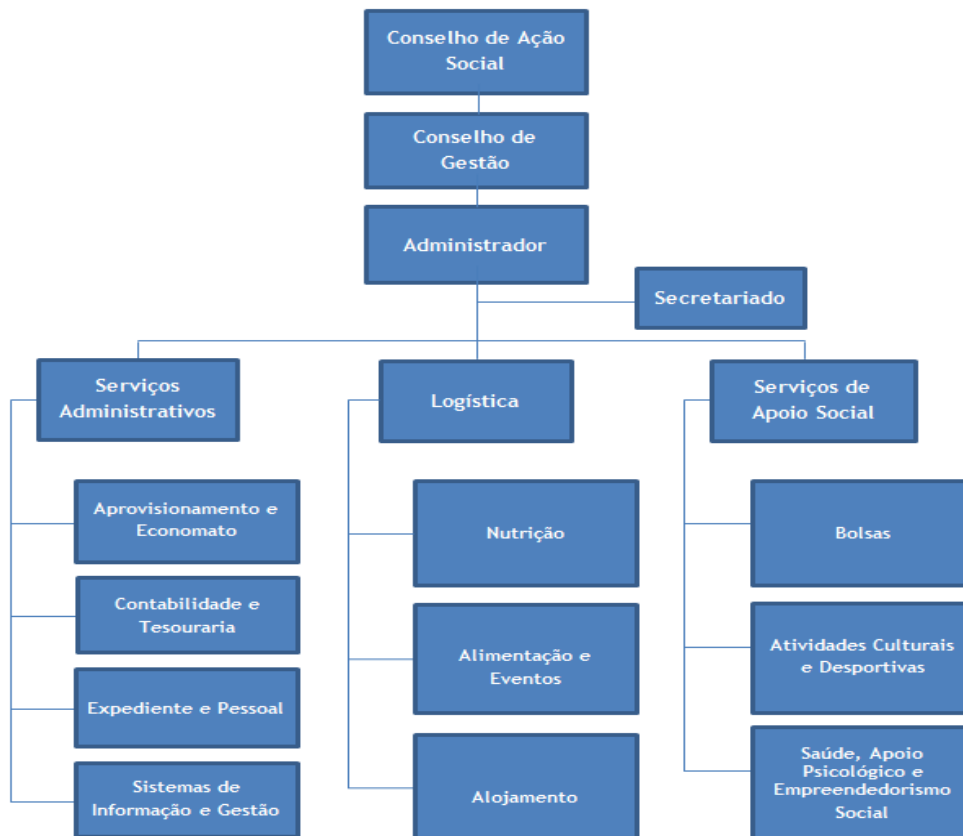 Conselho de Ação
Social
Conselho de
Gestão
Administrador
Secretariado
Serviços
Administrativos
Logística
Serviços de
Apoio Social
Aprovisionamento e
Economato
Contabilidade e
Tesouraria
Expediente e Pessoal
Sistemas de
Informação e Gestão
Nutrição
Alimentação e
Eventos
Alojamento
Bolsas
Atividades Culturais
e Desportivas
Saúde, Apoio
Psicológico e
Empreendedorismo
Social